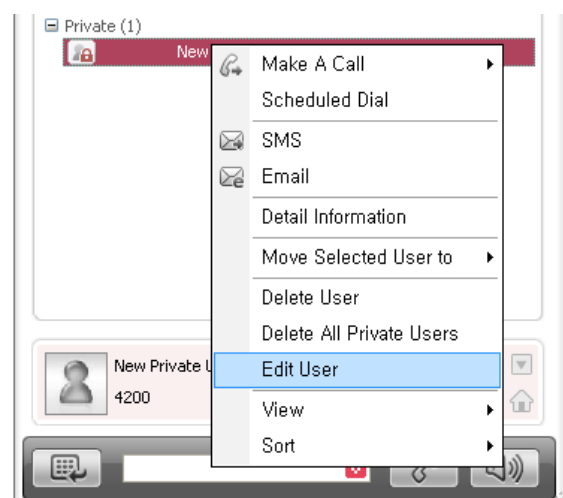 Private (1)
New
Make A Call
Scheduled Dial
SMS
Email
Detail Information
Move Selected User to
Delete User
Delete All Private Users
Edit User
View
Sort
New Private U
4200